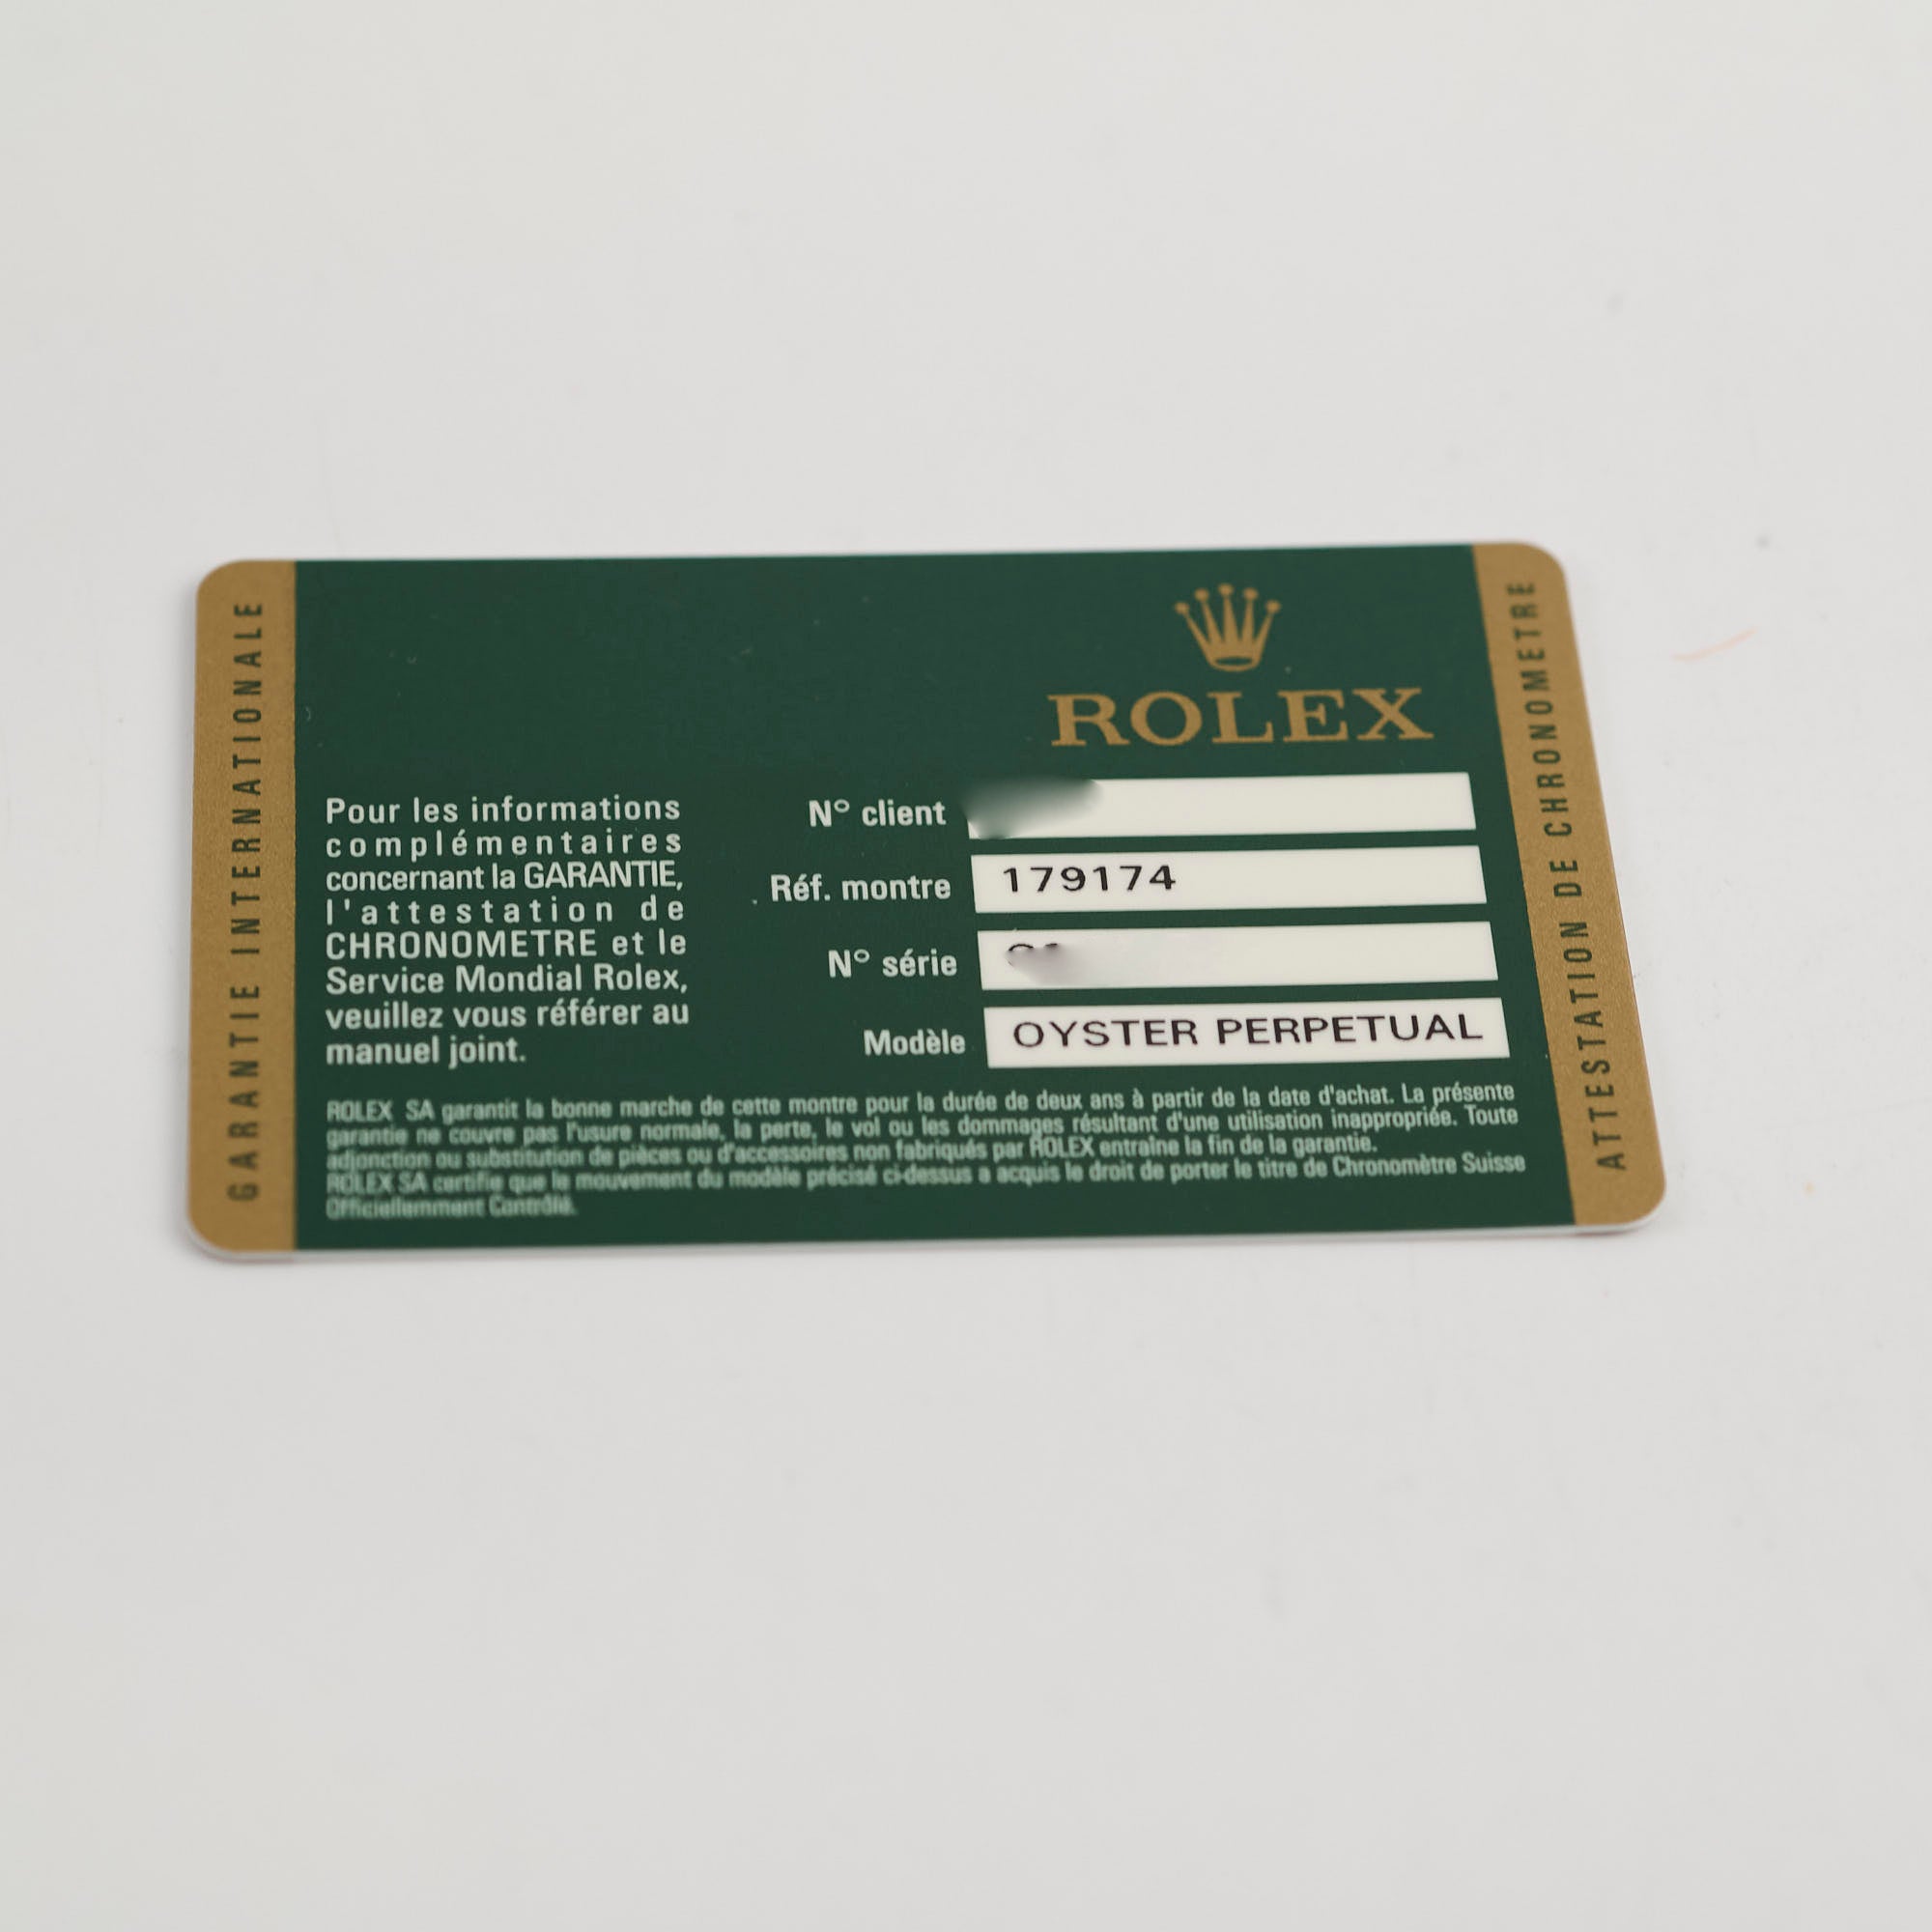 GARANTIE INTERNATIONALE
ROLEX
Pour les informations
complémentaires
concernant la GARANTIE,
l'attestation de
CHRONOMETRE et le
Service Mondial Rolex,
veuillez vous référer au
manuel joint.
N° client
Réf. montre 179174
N° série
Modèle OYSTER PERPETUAL
ROLEX SA garantit la bonne marche de cette montre pour la durée de deux ans à partir de la date d'achat. La présente
garantie ne couvre pas l'usure normale, la perte, le vol ou les dommages résultant d'une utilisation inappropriée. Toute
adjonction ou substitution de pièces ou d'accessoires non fabriqués par ROLEX entraîne la fin de la garantie.
ROLEX SA certifie que le mouvement du modèle précisé ci-dessus a acquis le droit de porter le titre de Chronomètre Suisse
Officiellemment Contrôlé.
ATTESTATION DE CHRONOMETRE